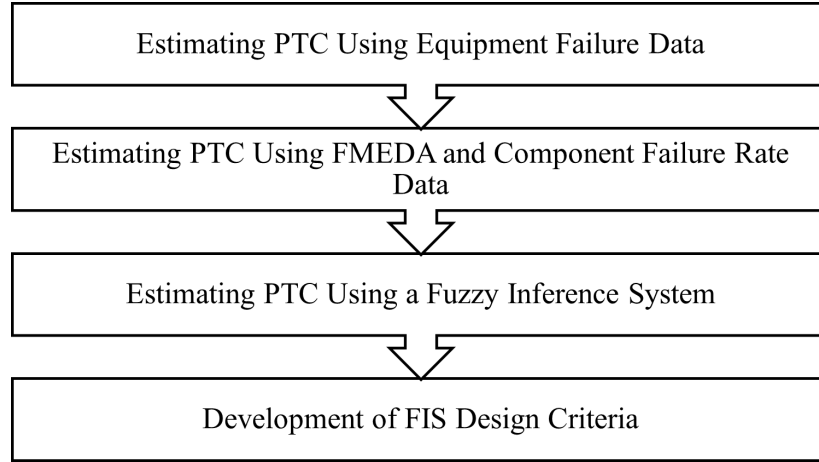 Estimating PTC Using Equipment Failure Data
Estimating PTC Using FMEDA and Component Failure Rate
Data
Estimating PTC Using a Fuzzy Inference System
Development of FIS Design Criteria